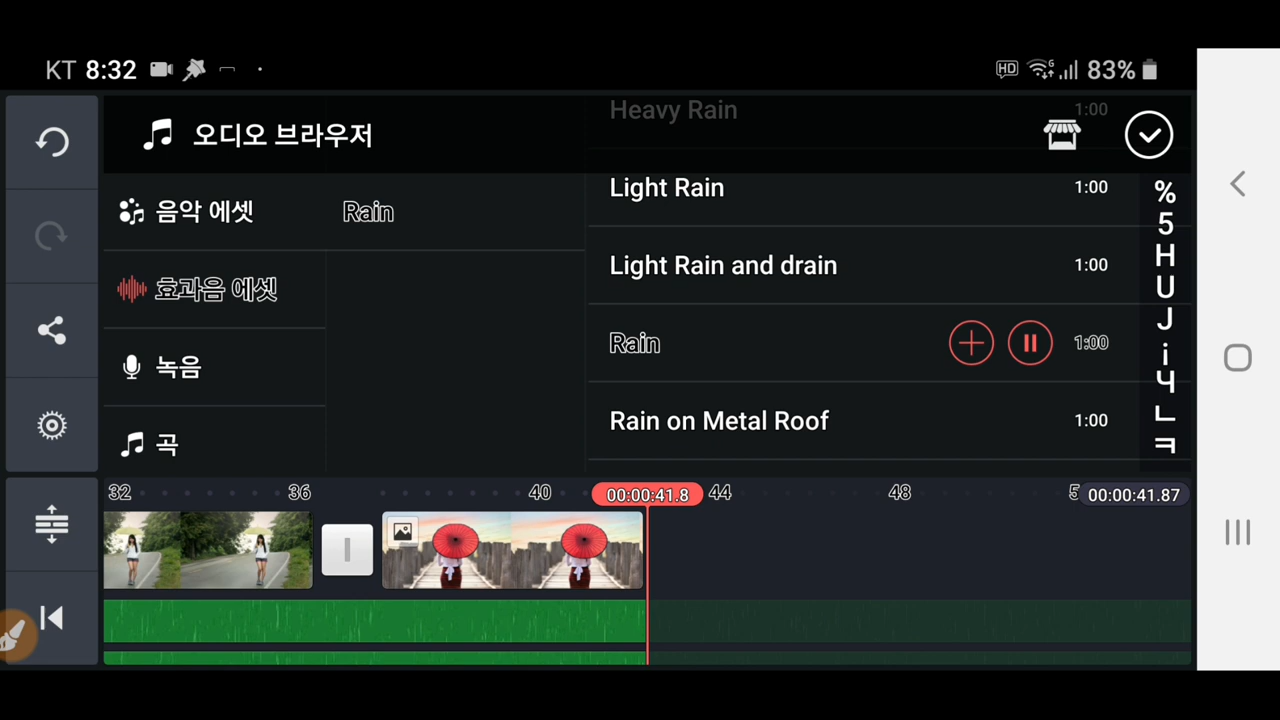 KT 8:32 HD 6 83%
오디오 브라우저
Heavy Rain 1:00
Light Rain 1:00
음악 에셋 Rain
Light Rain and drain 1:00
효과음 에셋
Rain 1:00
녹음
Rain on Metal Roof 1:00
곡
%
5
H
U
J
i
닉
ㄴ
ㅋ
32 36 40 00:00:41.8 44 48 5 00:00:41.87